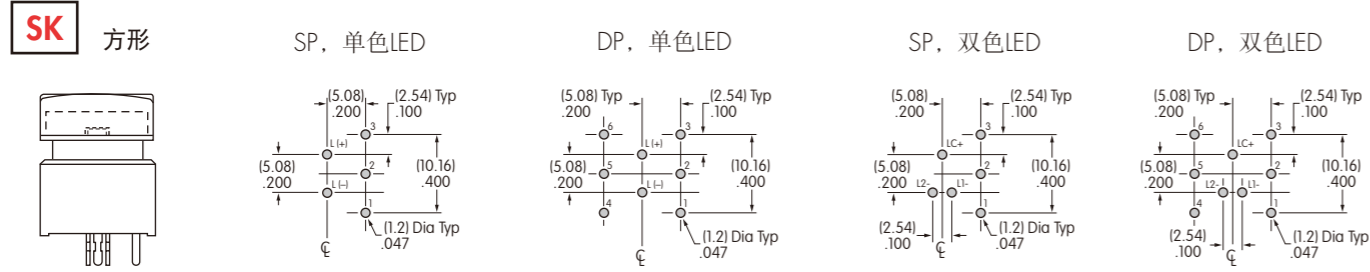 SK 方形
SP，单色LED
(5.08)
.200
(2.54) Typ
.100
3
L (+)
(5.08)
.200
2
(10.16)
.400
L (–)
1
(1.2) Dia Typ
.047
℄
DP，单色LED
(5.08) Typ
.200
(2.54) Typ
.100
6
3
L (+)
(5.08)
.200
5
2
(10.16)
.400
L (–)
4
1
(1.2) Dia Typ
.047
℄
SP，双色LED
(5.08)
.200
(2.54) Typ
.100
3
LC+
(5.08)
.200
2
(10.16)
.400
L2-
L1-
1
(2.54)
.100
(1.2) Dia Typ
.047
℄
DP，双色LED
(5.08) Typ
.200
(2.54) Typ
.100
6
3
LC+
(5.08)
.200
5
2
(10.16)
.400
L2-
L1-
4
1
(2.54)
.100
(1.2) Dia Typ
.047
℄